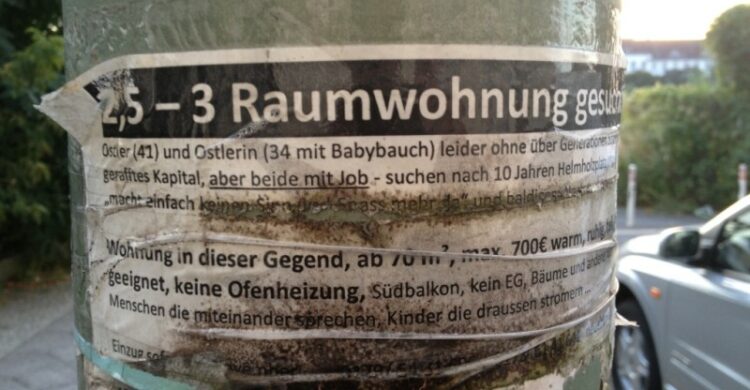 2,5 – 3 Raumwohnung gesucht
Ostler (41) und Ostlerin (34 mit Babybauch) leider ohne über Generationen
gerafftes Kapital, aber beide mit Job - suchen nach 10 Jahren Helmholtzplatz
„macht einfach keinen Sinn und Spass mehr da" und baldigem
Wohnung in dieser Gegend, ab 70 m², max. 700€ warm, ruhig,
geeignet, keine Ofenheizung, Südbalkon, kein EG, Bäume und andere
Menschen die miteinander sprechen, Kinder die draussen stromern ...
Einzug